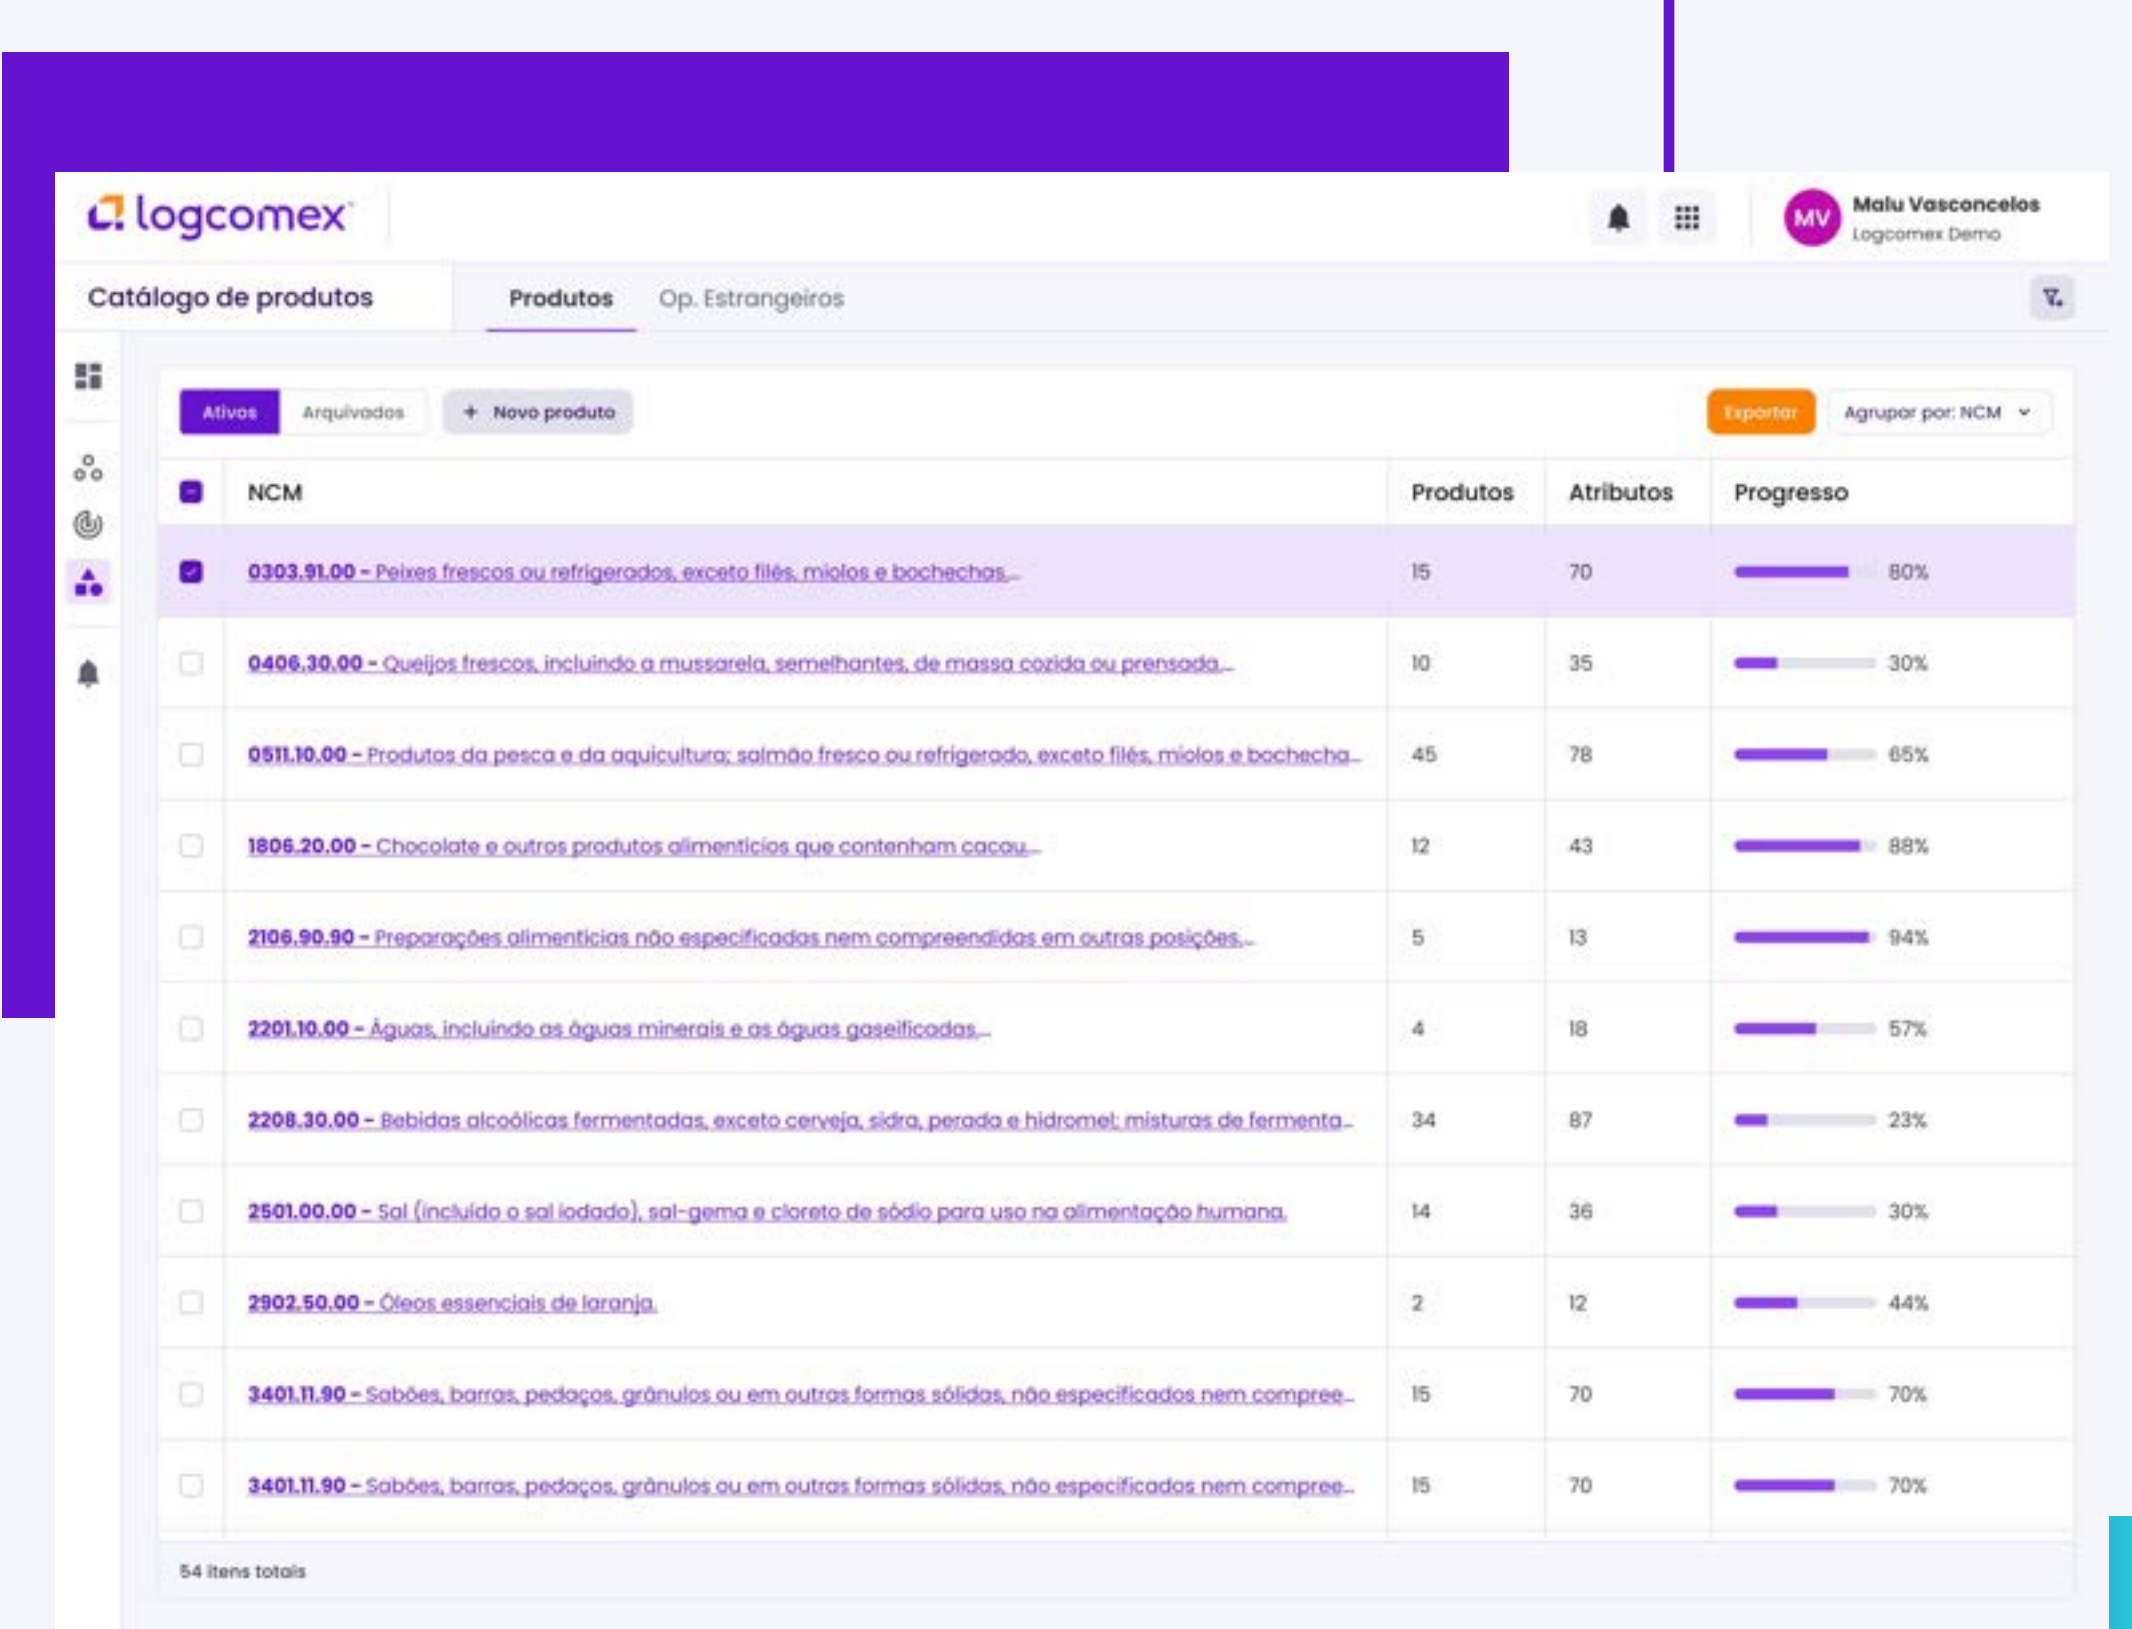 logcomex
MV
Malu Vasconcelos
Logcomex Demo
Catálogo de produtos
Produtos
Op. Estrangeiros
Ativos
Arquivados
+ Novo produto
Exportar
Agrupar por: NCM
NCM Produtos Atributos Progresso
0303.91.00 - Peixes frescos ou refrigerados, exceto filés, miolos e bochechas,... 15 70 80%
0406.30.00 - Queijos frescos, incluindo a mussarela, semelhantes, de massa cozida ou prensada,... 10 35 30%
0511.10.00 - Produtos da pesca e da aquicultura; salmão fresco ou refrigerado, exceto filés, miolos e bochecha... 45 78 65%
1806.20.00 - Chocolate e outros produtos alimentícios que contenham cacau,... 12 43 88%
2106.90.90 - Preparações alimentícias não especificadas nem compreendidas em outras posições,... 5 13 94%
2201.10.00 - Águas, incluindo as águas minerais e as águas gaseificadas,... 4 18 57%
2208.30.00 - Bebidas alcoólicas fermentadas, exceto cerveja, sidra, perada e hidromel; misturas de fermenta... 34 87 23%
2501.00.00 - Sal (incluído o sal iodado), sal-gema e cloreto de sódio para uso na alimentação humana. 14 36 30%
2902.50.00 - Óleos essenciais de laranja. 2 12 44%
3401.11.90 - Sabões, barras, pedaços, grânulos ou em outras formas sólidas, não especificados nem compree... 15 70 70%
3401.11.90 - Sabões, barras, pedaços, grânulos ou em outras formas sólidas, não especificados nem compree... 15 70 70%
54 itens totais